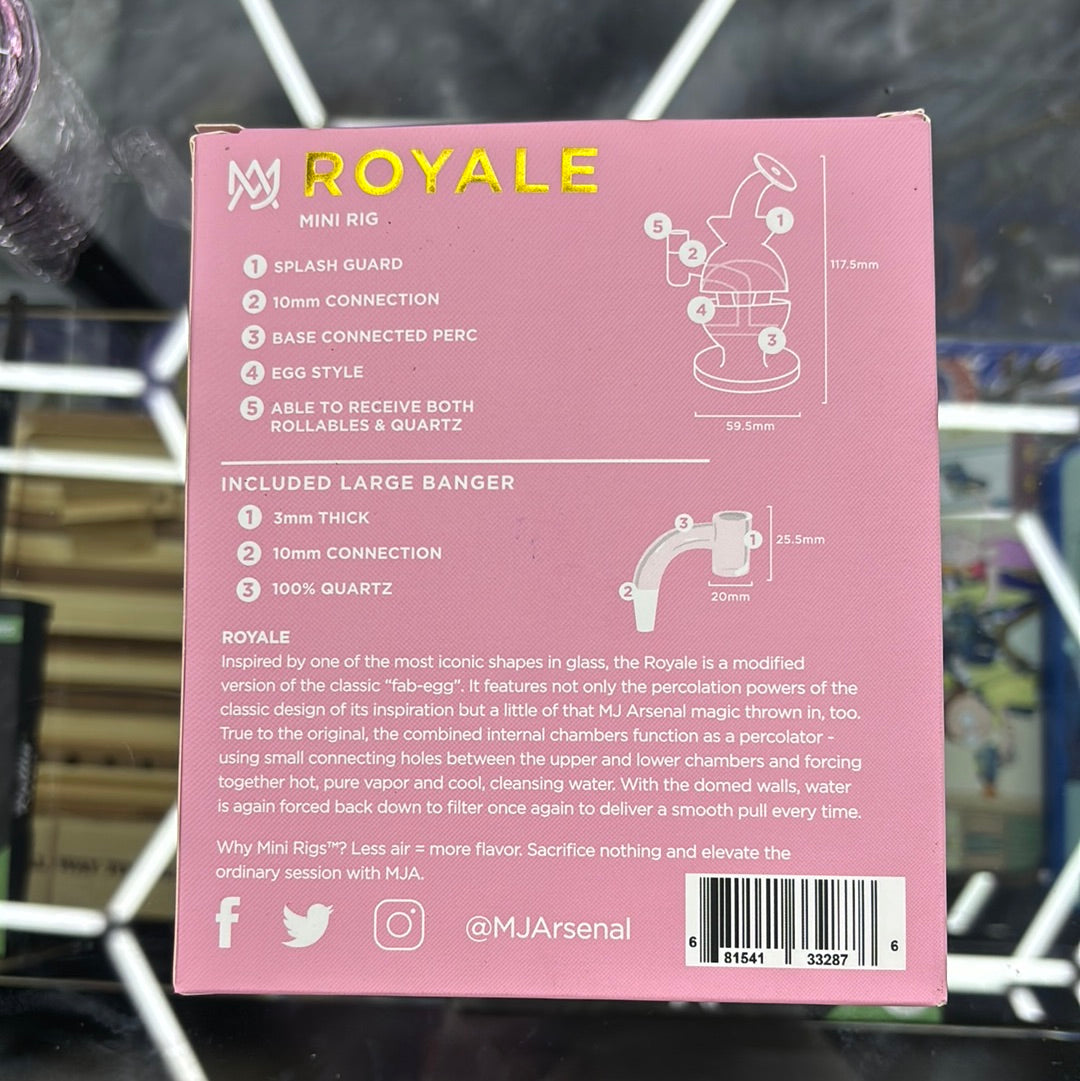 ROYALE
MINI RIG
1 SPLASH GUARD
2 10mm CONNECTION
3 BASE CONNECTED PERC
4 EGG STYLE
5 ABLE TO RECEIVE BOTH
ROLLABLES & QUARTZ
1
5
2
117.5mm
4
3
59.5mm
INCLUDED LARGE BANGER
1 3mm THICK
2 10mm CONNECTION
3 100% QUARTZ
3
1
25.5mm
2
20mm
ROYALE
Inspired by one of the most iconic shapes in glass, the Royale is a modified
version of the classic “fab-egg”. It features not only the percolation powers of the
classic design of its inspiration but a little of that MJ Arsenal magic thrown in, too.
True to the original, the combined internal chambers function as a percolator -
using small connecting holes between the upper and lower chambers and forcing
together hot, pure vapor and cool, cleansing water. With the domed walls, water
is again forced back down to filter once again to deliver a smooth pull every time.
Why Mini Rigs™? Less air = more flavor. Sacrifice nothing and elevate the
ordinary session with MJA.
@MJArsenal
6 81541 33287 6